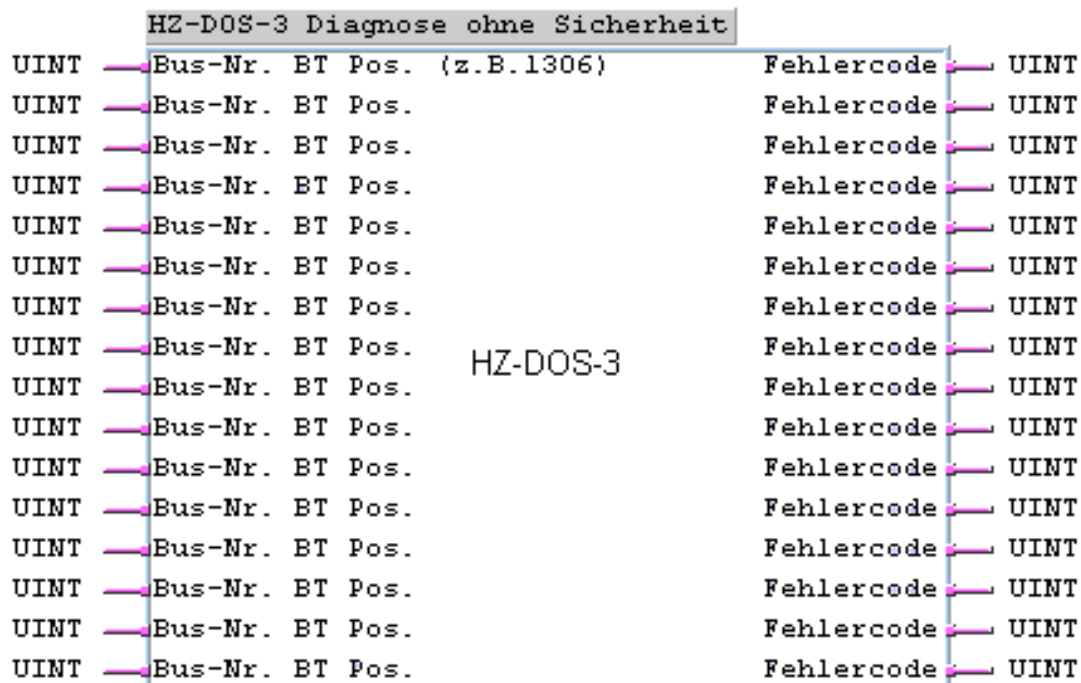 HZ-DOS-3 Diagnose ohne Sicherheit
UINT Bus-Nr. BT Pos. (z.B.1306) Fehlercode UINT
UINT Bus-Nr. BT Pos. Fehlercode UINT
UINT Bus-Nr. BT Pos. Fehlercode UINT
UINT Bus-Nr. BT Pos. Fehlercode UINT
UINT Bus-Nr. BT Pos. Fehlercode UINT
UINT Bus-Nr. BT Pos. Fehlercode UINT
UINT Bus-Nr. BT Pos. Fehlercode UINT
UINT Bus-Nr. BT Pos. Fehlercode UINT
HZ-DOS-3
UINT Bus-Nr. BT Pos. Fehlercode UINT
UINT Bus-Nr. BT Pos. Fehlercode UINT
UINT Bus-Nr. BT Pos. Fehlercode UINT
UINT Bus-Nr. BT Pos. Fehlercode UINT
UINT Bus-Nr. BT Pos. Fehlercode UINT
UINT Bus-Nr. BT Pos. Fehlercode UINT
UINT Bus-Nr. BT Pos. Fehlercode UINT
UINT Bus-Nr. BT Pos. Fehlercode UINT